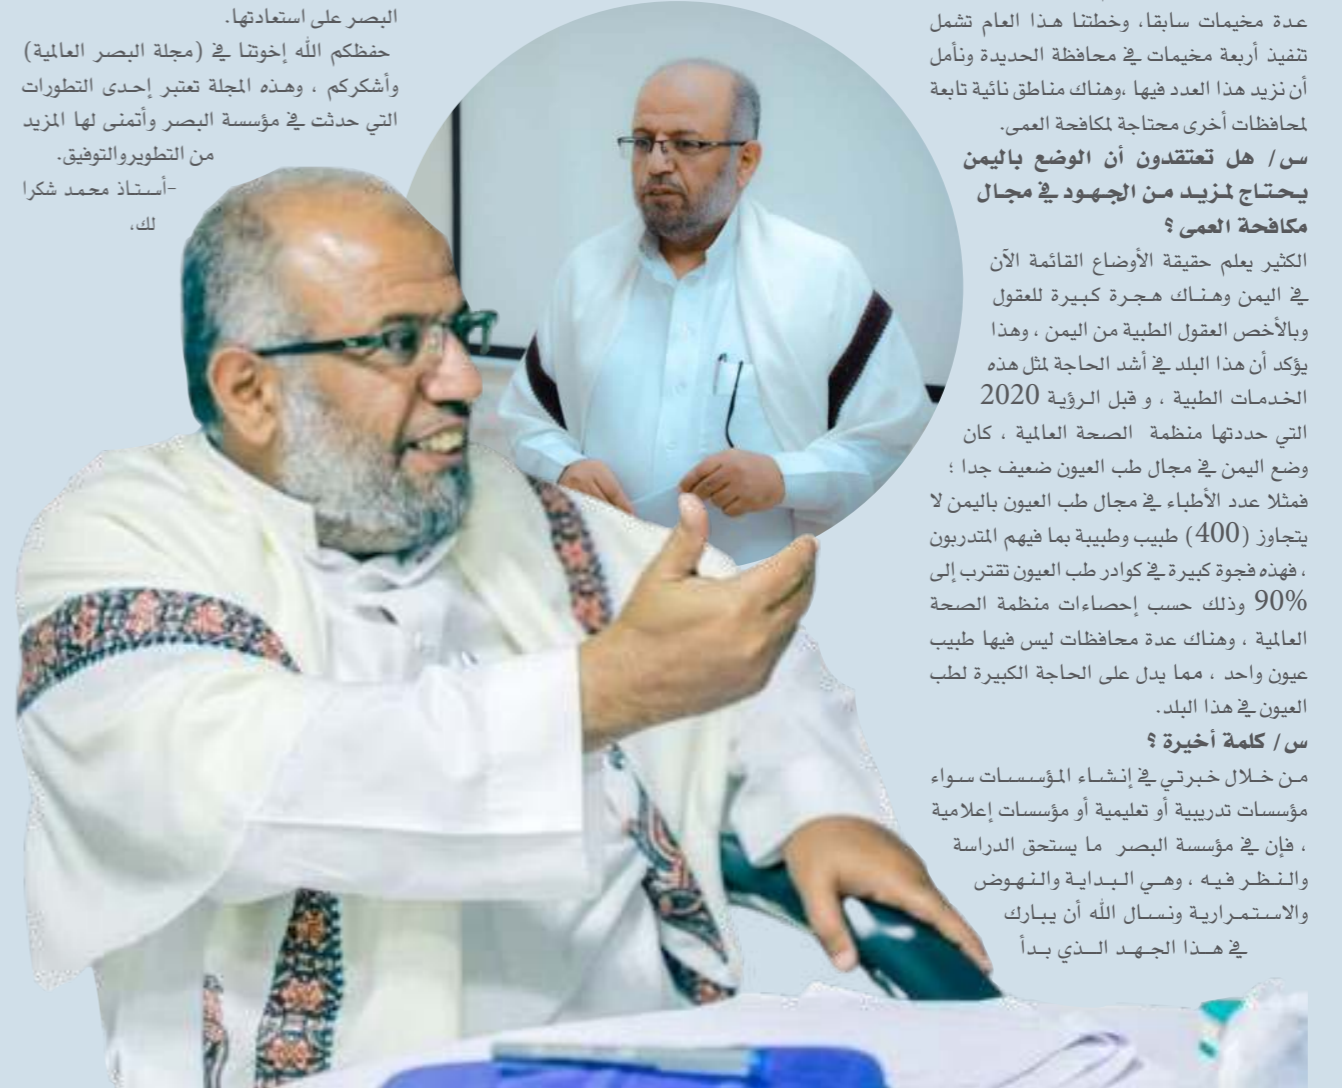 عدة مخيمات سابقا، وخطتنا هذا العام تشمل
تنفيذ أربعة مخيمات في محافظة الحديدة ونأمل
أن نزيد هذا العدد فيها ،وهناك مناطق نائية تابعة
لمحافظات أخرى محتاجة لمكافحة العمى.
س/ هل تعتقدون أن الوضع باليمن
يحتاج لمزيد من الجهود في مجال
مكافحة العمى ؟
الكثير يعلم حقيقة الأوضاع القائمة الآن
في اليمن وهناك هجرة كبيرة للعقول
وبالأخص العقول الطبية من اليمن ، وهذا
يؤكد أن هذا البلد في أشد الحاجة لمثل هذه
الخدمات الطبية ، و قبل الرؤية 2020
التي حددتها منظمة الصحة العالمية ، كان
وضع اليمن في مجال طب العيون ضعيف جدا ؛
فمثلا عدد الأطباء في مجال طب العيون باليمن لا
يتجاوز (400) طبيب وطبيبة بما فيهم المتدربون
، فهذه فجوة كبيرة في كوادر طب العيون تقترب إلى
90% وذلك حسب إحصاءات منظمة الصحة
العالمية ، وهناك عدة محافظات ليس فيها طبيب
عيون واحد ، مما يدل على الحاجة الكبيرة لطب
العيون في هذا البلد.
س/ كلمة أخيرة ؟
من خلال خبرتي في إنشاء المؤسسات سواء
مؤسسات تدريبية أو تعليمية أو مؤسسات إعلامية
، فإن في مؤسسة البصر ما يستحق الدراسة
والنظر فيه ، وهي البداية والنهوض
والاستمرارية ونسال الله أن يبارك
في هذا الجهد الذي بدأ
البصر على استعادتها.
حفظكم الله إخوتنا في (مجلة البصر العالمية)
وأشكركم ، وهذه المجلة تعتبر إحدى التطورات
التي حدثت في مؤسسة البصر وأتمنى لها المزيد
من التطويروالتوفيق.
-أستاذ محمد شكرا
لك،